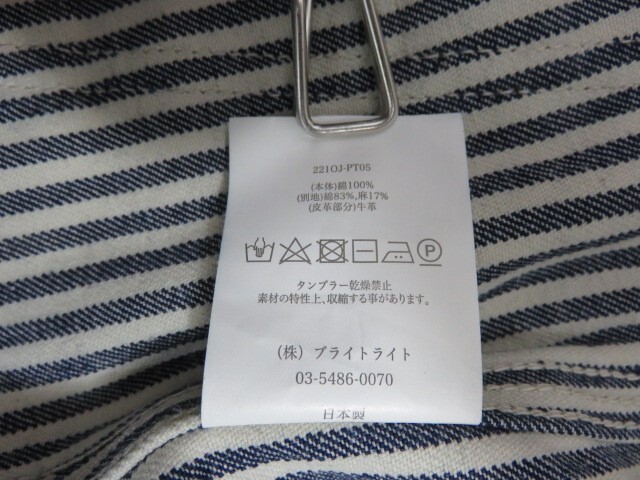 221OJ-PT05
(本体)綿100%
(別地)綿83%,麻17%
(皮革部分)牛革
P
タンブラー乾燥禁止
素材の特性上、収縮する事があります。
(株) ブライトライト
03-5486-0070
日本製